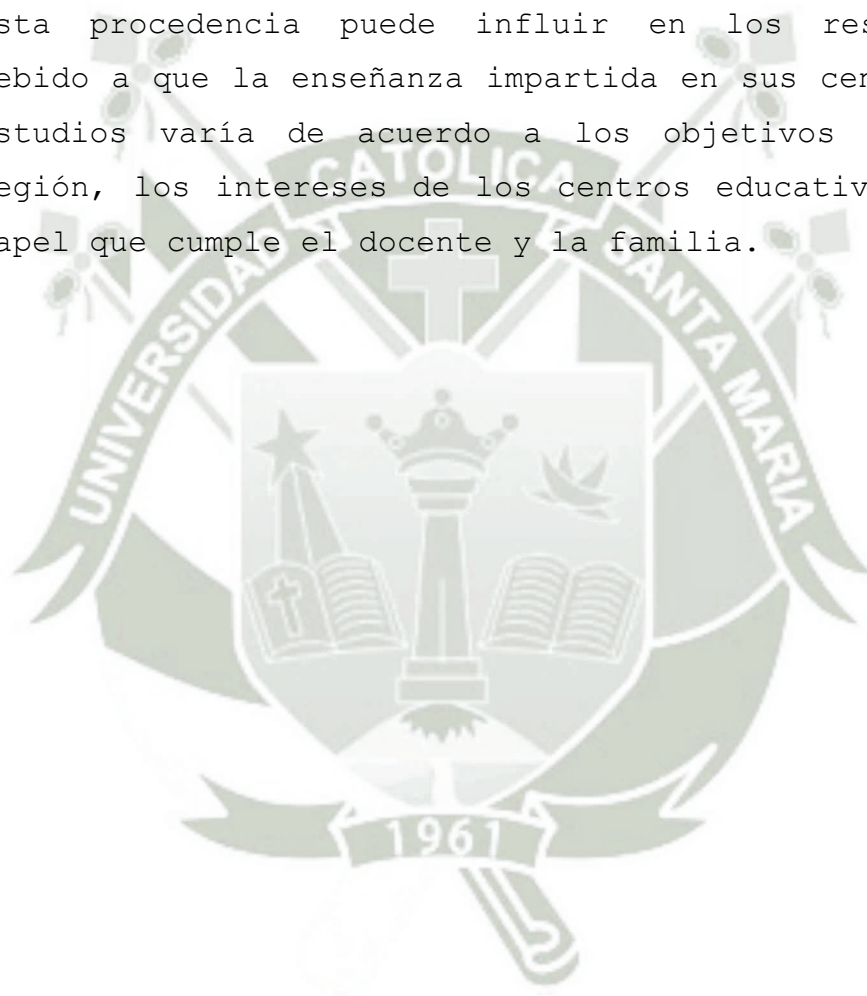 sta procedencia puede influir en los res
ebido a que la enseñanza impartida en sus cen
studios varía de acuerdo a los objetivos
egión, los intereses de los centros educativ
apel que cumple el docente y la familia.
UNIVERSIDAD CATOLICA SANTA MARIA
1961